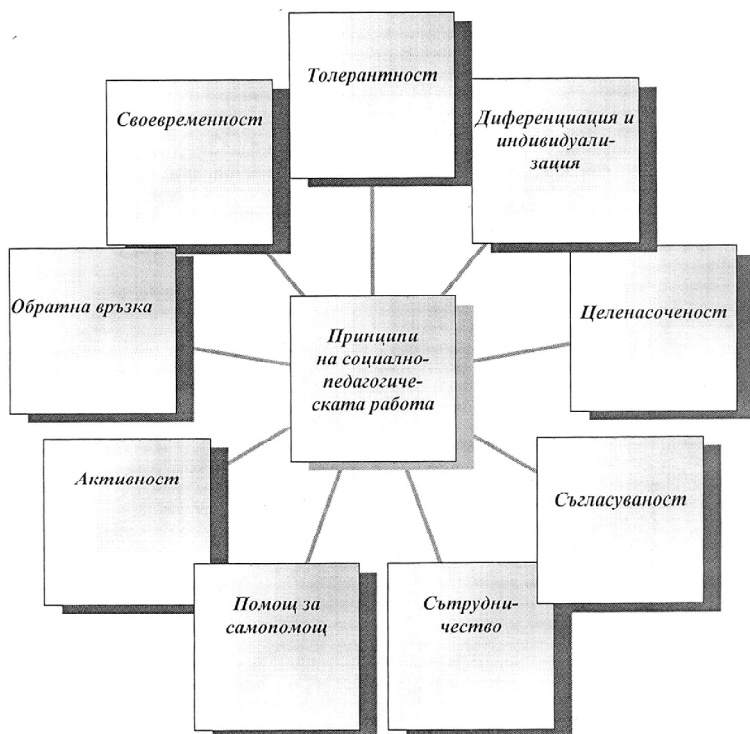 Толерантност
Своевременност
Диференциация и
индивидуали-
зация
Обратна връзка
Целенасоченост
Принципи
на социално-
педагогиче-
ската работа
Активност
Съгласуваност
Помощ за
самопомощ
Сътрудни-
чество